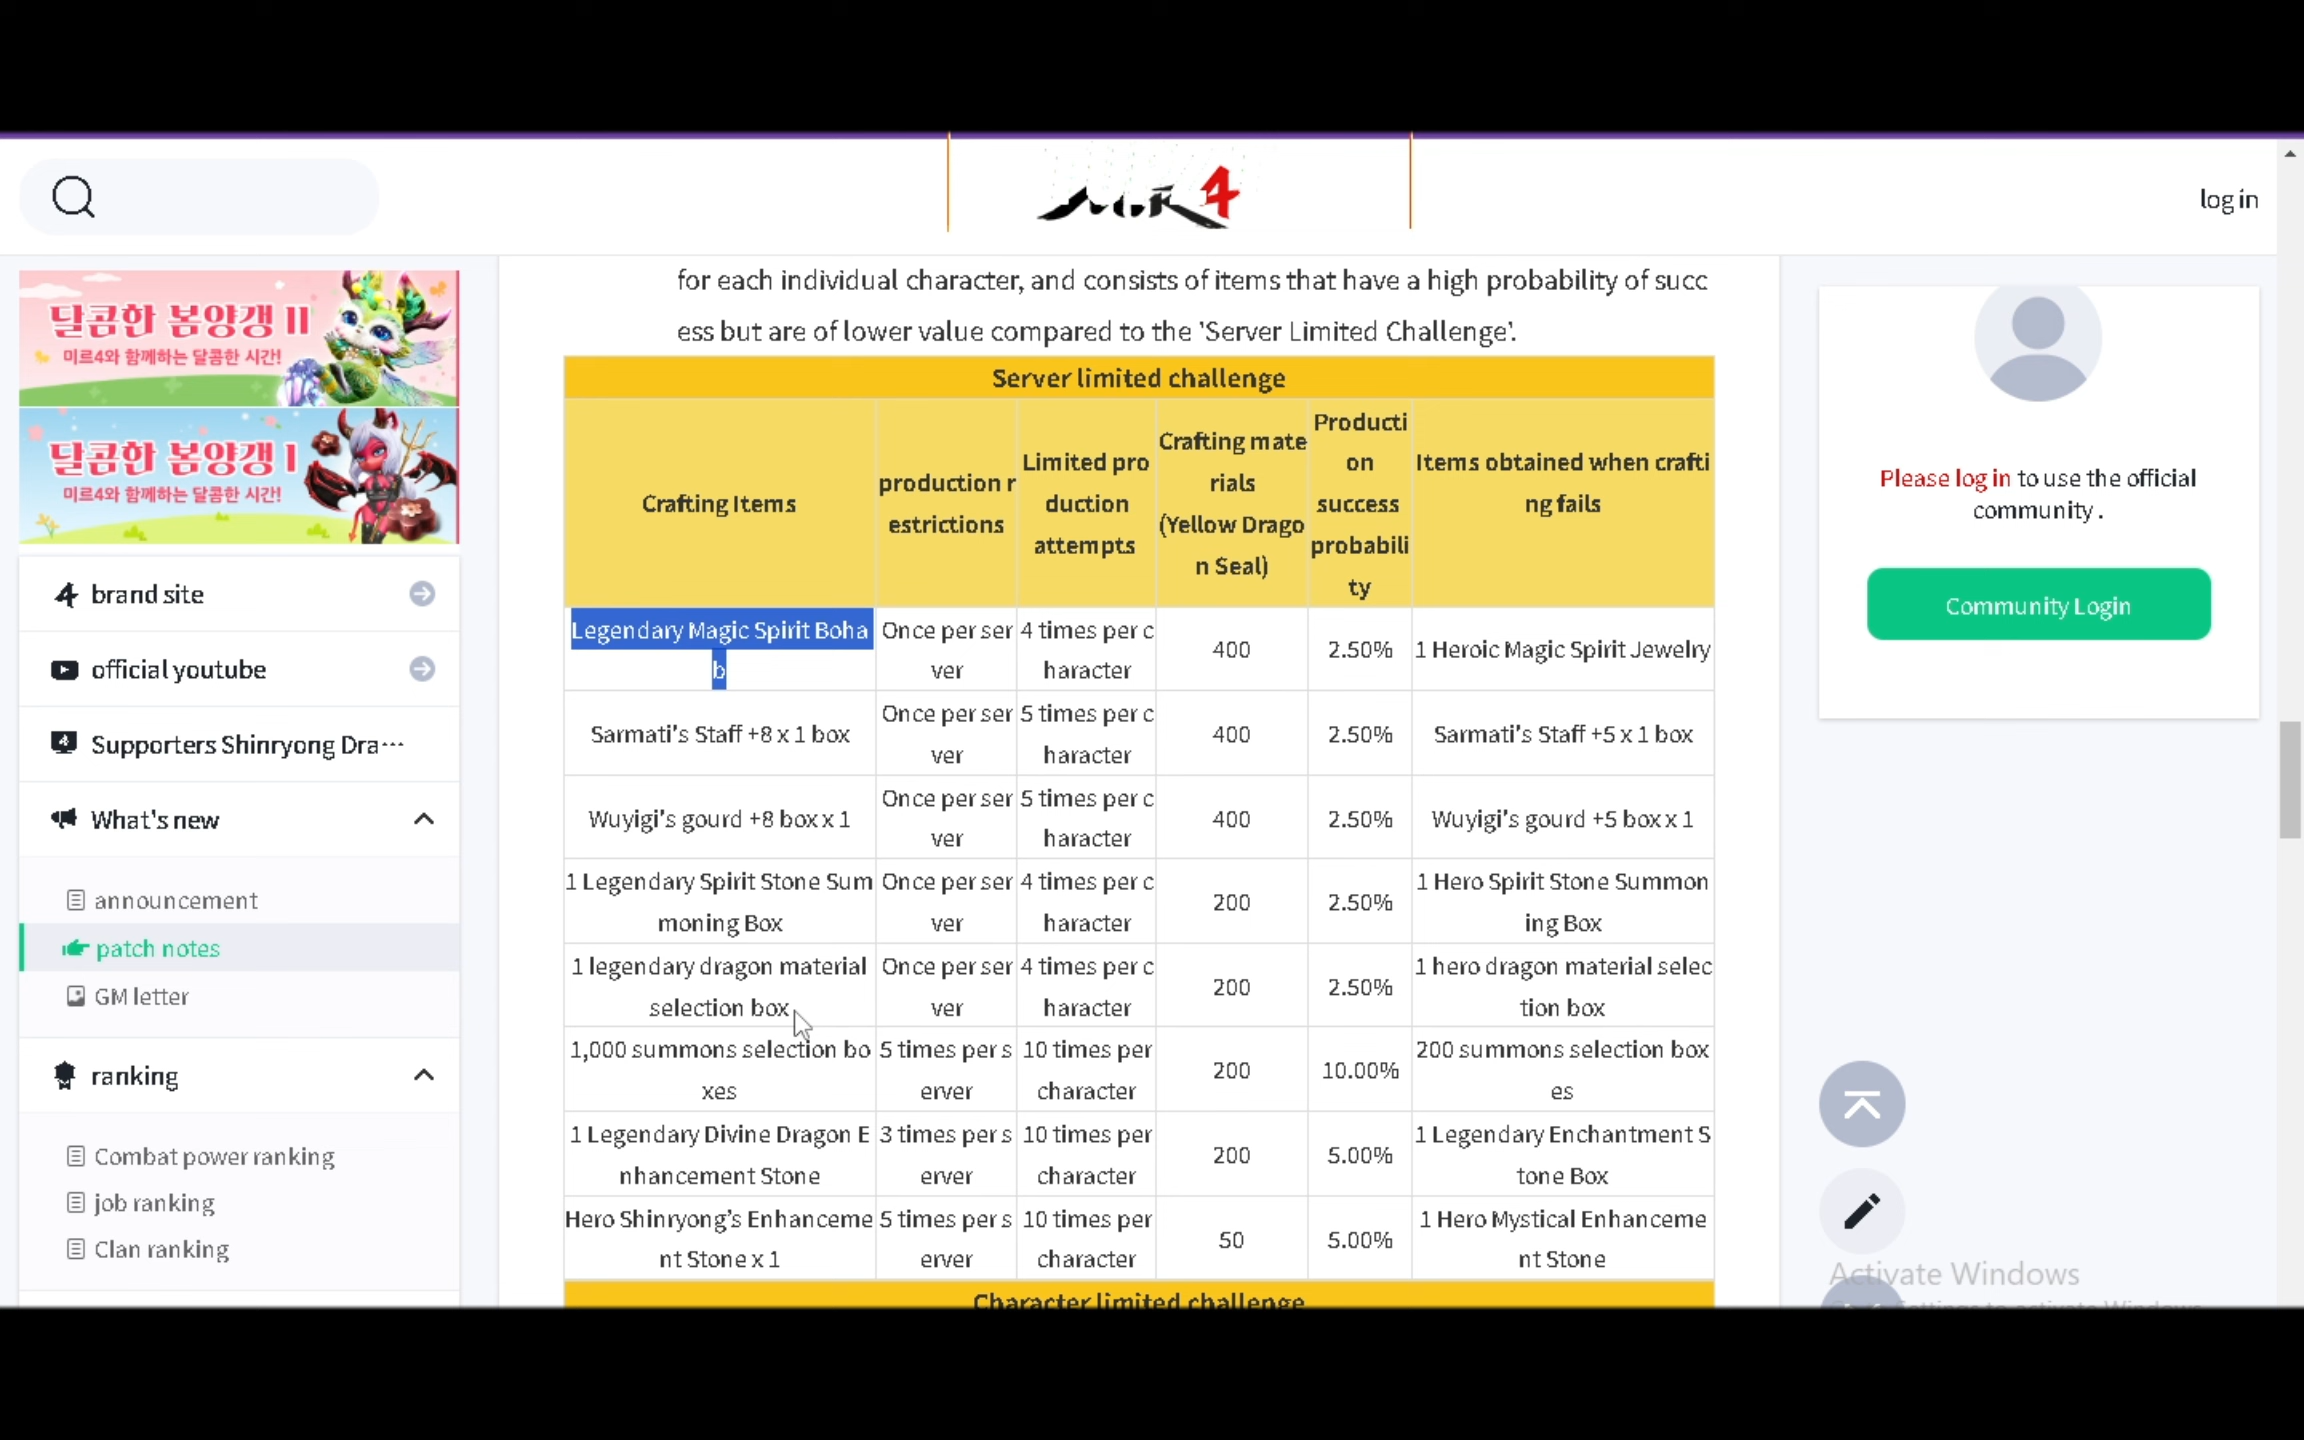 4
log in
달콤한 봄양갱 II
미르4와 함께하는 달콤한 시간!
달콤한 봄양갱 I
미르4와 함께하는 달콤한 시간!
brand site
official youtube
Supporters Shinryong Dra···
What's new
announcement
patch notes
GM letter
ranking
Combat power ranking
job ranking
Clan ranking
for each individual character, and consists of items that have a high probability of succ
ess but are of lower value compared to the 'Server Limited Challenge'.
Server limited challenge
Crafting Items
production r
estrictions
Limited pro
duction
attempts
Crafting mate
rials
(Yellow Drago
n Seal)
Producti
on
success
probabili
ty
Items obtained when crafti
ng fails
Legendary Magic Spirit Boha
b
Once per ser
ver
4 times per c
haracter
400
2.50%
1 Heroic Magic Spirit Jewelry
Sarmati's Staff +8 x 1 box
Once per ser
ver
5 times per c
haracter
400
2.50%
Sarmati's Staff +5 x 1 box
Wuyigi's gourd +8 box x 1
Once per ser
ver
5 times per c
haracter
400
2.50%
Wuyigi's gourd +5 box x 1
1 Legendary Spirit Stone Sum
moning Box
Once per ser
ver
4 times per c
haracter
200
2.50%
1 Hero Spirit Stone Summon
ing Box
1 legendary dragon material
selection box
Once per ser
ver
4 times per c
haracter
200
2.50%
1 hero dragon material selec
tion box
1,000 summons selection bo
xes
5 times per s
erver
10 times per
character
200
10.00%
200 summons selection box
es
1 Legendary Divine Dragon E
nhancement Stone
3 times per s
erver
10 times per
character
200
5.00%
1 Legendary Enchantment S
tone Box
Hero Shinryong's Enhanceme
nt Stone x 1
5 times per s
erver
10 times per
character
50
5.00%
1 Hero Mystical Enhanceme
nt Stone
Character limited challenge
Please log in to use the official
community .
Community Login
Activate Windows